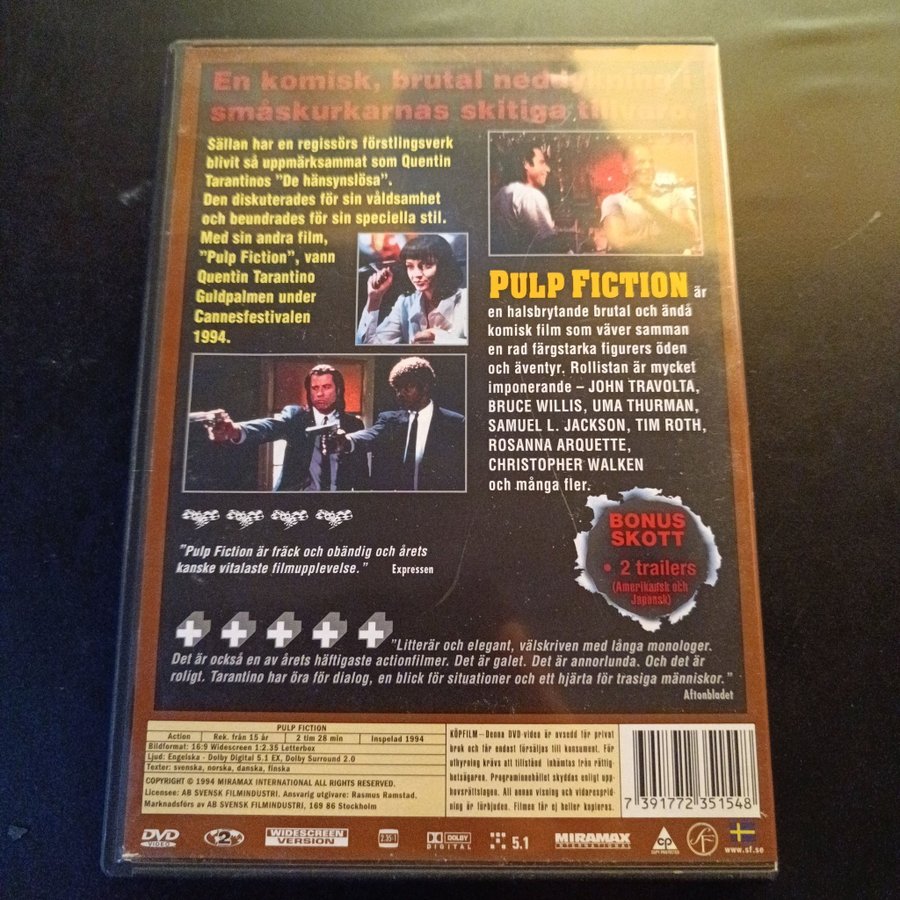 En komisk, brutal neddykning i
småskurkarnas skitiga tillvaro.
Sällan har en regissörs förstlingsverk
blivit så uppmärksammat som Quentin
Tarantinos ”De hänsynslösa”.
Den diskuterades för sin våldsamhet
och beundrades för sin speciella stil.
Med sin andra film,
”Pulp Fiction”, vann
Quentin Tarantino
Guldpalmen under
Cannesfestivalen
1994.
PULP FICTION är
en halsbrytande brutal och ändå
komisk film som väver samman
en rad färgstarka figurers öden
och äventyr. Rollistan är mycket
imponerande – JOHN TRAVOLTA,
BRUCE WILLIS, UMA THURMAN,
SAMUEL L. JACKSON, TIM ROTH,
ROSANNA ARQUETTE,
CHRISTOPHER WALKEN
och många fler.
BONUS
SKOTT
• 2 trailers
(Amerikansk och
Japansk)
”Pulp Fiction är fräck och obändig och årets
kanske vitalaste filmupplevelse.” Expressen
”Litterär och elegant, välskriven med långa monologer.
Det är också en av årets häftigaste actionfilmer. Det är galet. Det är annorlunda. Och det är
roligt. Tarantino har öra för dialog, en blick för situationer och ett hjärta för trasiga människor.”
Aftonbladet
PULP FICTION
Action Rek. från 15 år 2 tim 28 min Inspelad 1994
Bildformat: 16:9 Widescreen 1:2.35 Letterbox
Ljud: Engelska - Dolby Digital 5.1 EX, Dolby Surround 2.0
Texter: svenska, norska, danska, finska
COPYRIGHT © 1994 MIRAMAX INTERNATIONAL ALL RIGHTS RESERVED.
Licensee: AB SVENSK FILMINDUSTRI. Ansvarig utgivare: Rasmus Ramstad.
Marknadsförs av AB SVENSK FILMINDUSTRI, 169 86 Stockholm
KÖPFILM – Denna DVD-video är avsedd för privat
bruk och får endast försäljas till konsument. För
uthyrning krävs att tillstånd inhämtas från rättig-
hetsägaren. Programinnehållet skyddas enligt upp-
hovsrättslagen. All annan visning och vidarespríd-
ning är förbjuden. Filmen får ej heller kopieras.
7 391772 351548
DVD VIDEO
2
WIDESCREEN
VERSION
2.35:1
DOLBY
DIGITAL
5.1
MIRAMAX
INTERNATIONAL
CP
COPY PROTECTED
SF
www.sf.se